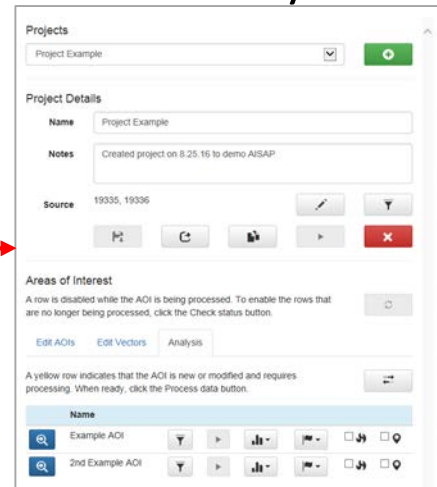 Projects
Project Example
Project Details
Name Project Example
Notes Created project on 8.25.16 to demo AISAP
Source 19335, 19336
Areas of Interest
A row is disabled while the AOI is being processed. To enable the rows that
are no longer being processed, click the Check status button.
Edit AOIs Edit Vectors Analysis
A yellow row indicates that the AOI is new or modified and requires
processing. When ready, click the Process data button.
Name
Example AOI
2nd Example AOI